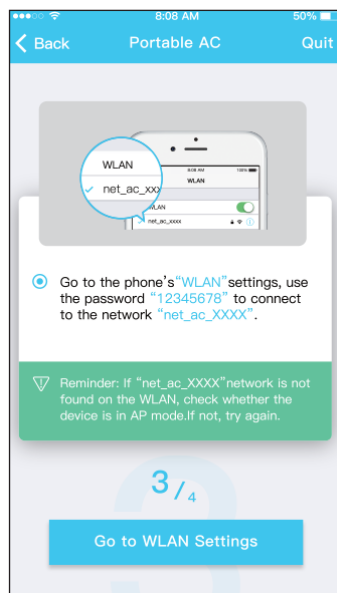 8:08 AM
50%
Back
Portable AC
Quit
WLAN
net_ac_xxx
8:08 AM
100%
WLAN
WLAN
net_ac_xxxx
Go to the phone's“WLAN”settings, use
the password “12345678” to connect
to the network “net_ac_XXXX”.
Reminder: If “net_ac_XXXX”network is not
found on the WLAN, check whether the
device is in AP mode.If not, try again.
3
3/4
Go to WLAN Settings